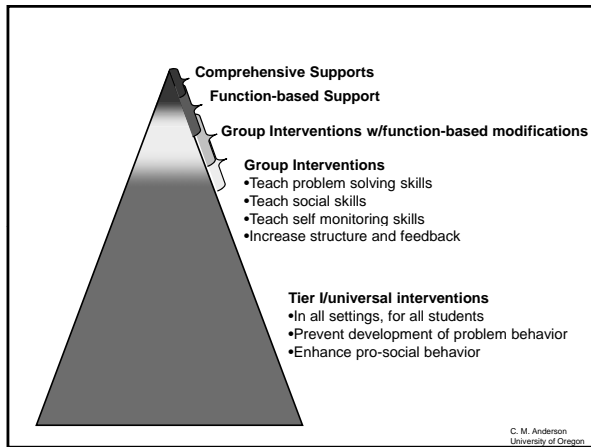 Comprehensive Supports
Function-based Support
Group Interventions w/function-based modifications
Group Interventions
•Teach problem solving skills
•Teach social skills
•Teach self monitoring skills
•Increase structure and feedback
Tier I/universal interventions
•In all settings, for all students
•Prevent development of problem behavior
•Enhance pro-social behavior
C. M. Anderson
University of Oregon